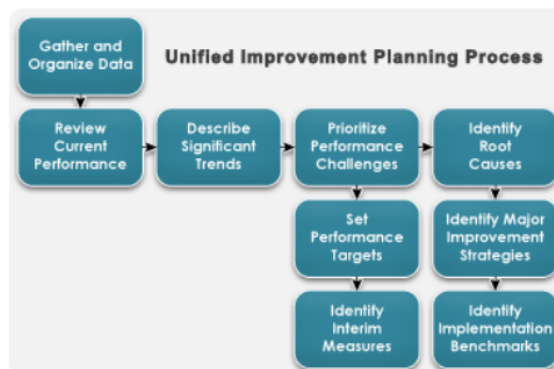 Gather and
Organize Data
Unified Improvement Planning Process
Review
Current
Performance
Describe
Significant
Trends
Prioritize
Performance
Challenges
Identify
Root
Causes
Set
Performance
Targets
Identify Major
Improvement
Strategies
Identify
Interim
Measures
Identify
Implementation
Benchmarks